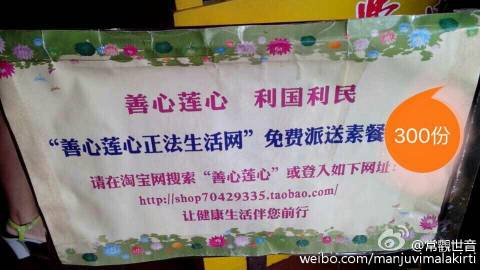 善心莲心 利国利民
“善心莲心正法生活网”免费派送素餐
300份
请在淘宝网搜索“善心莲心”或登入如下网址：
http://shop70429335.taobao.com/
让健康生活伴您前行
@常觀世音
weibo.com/manjuvimalakirti